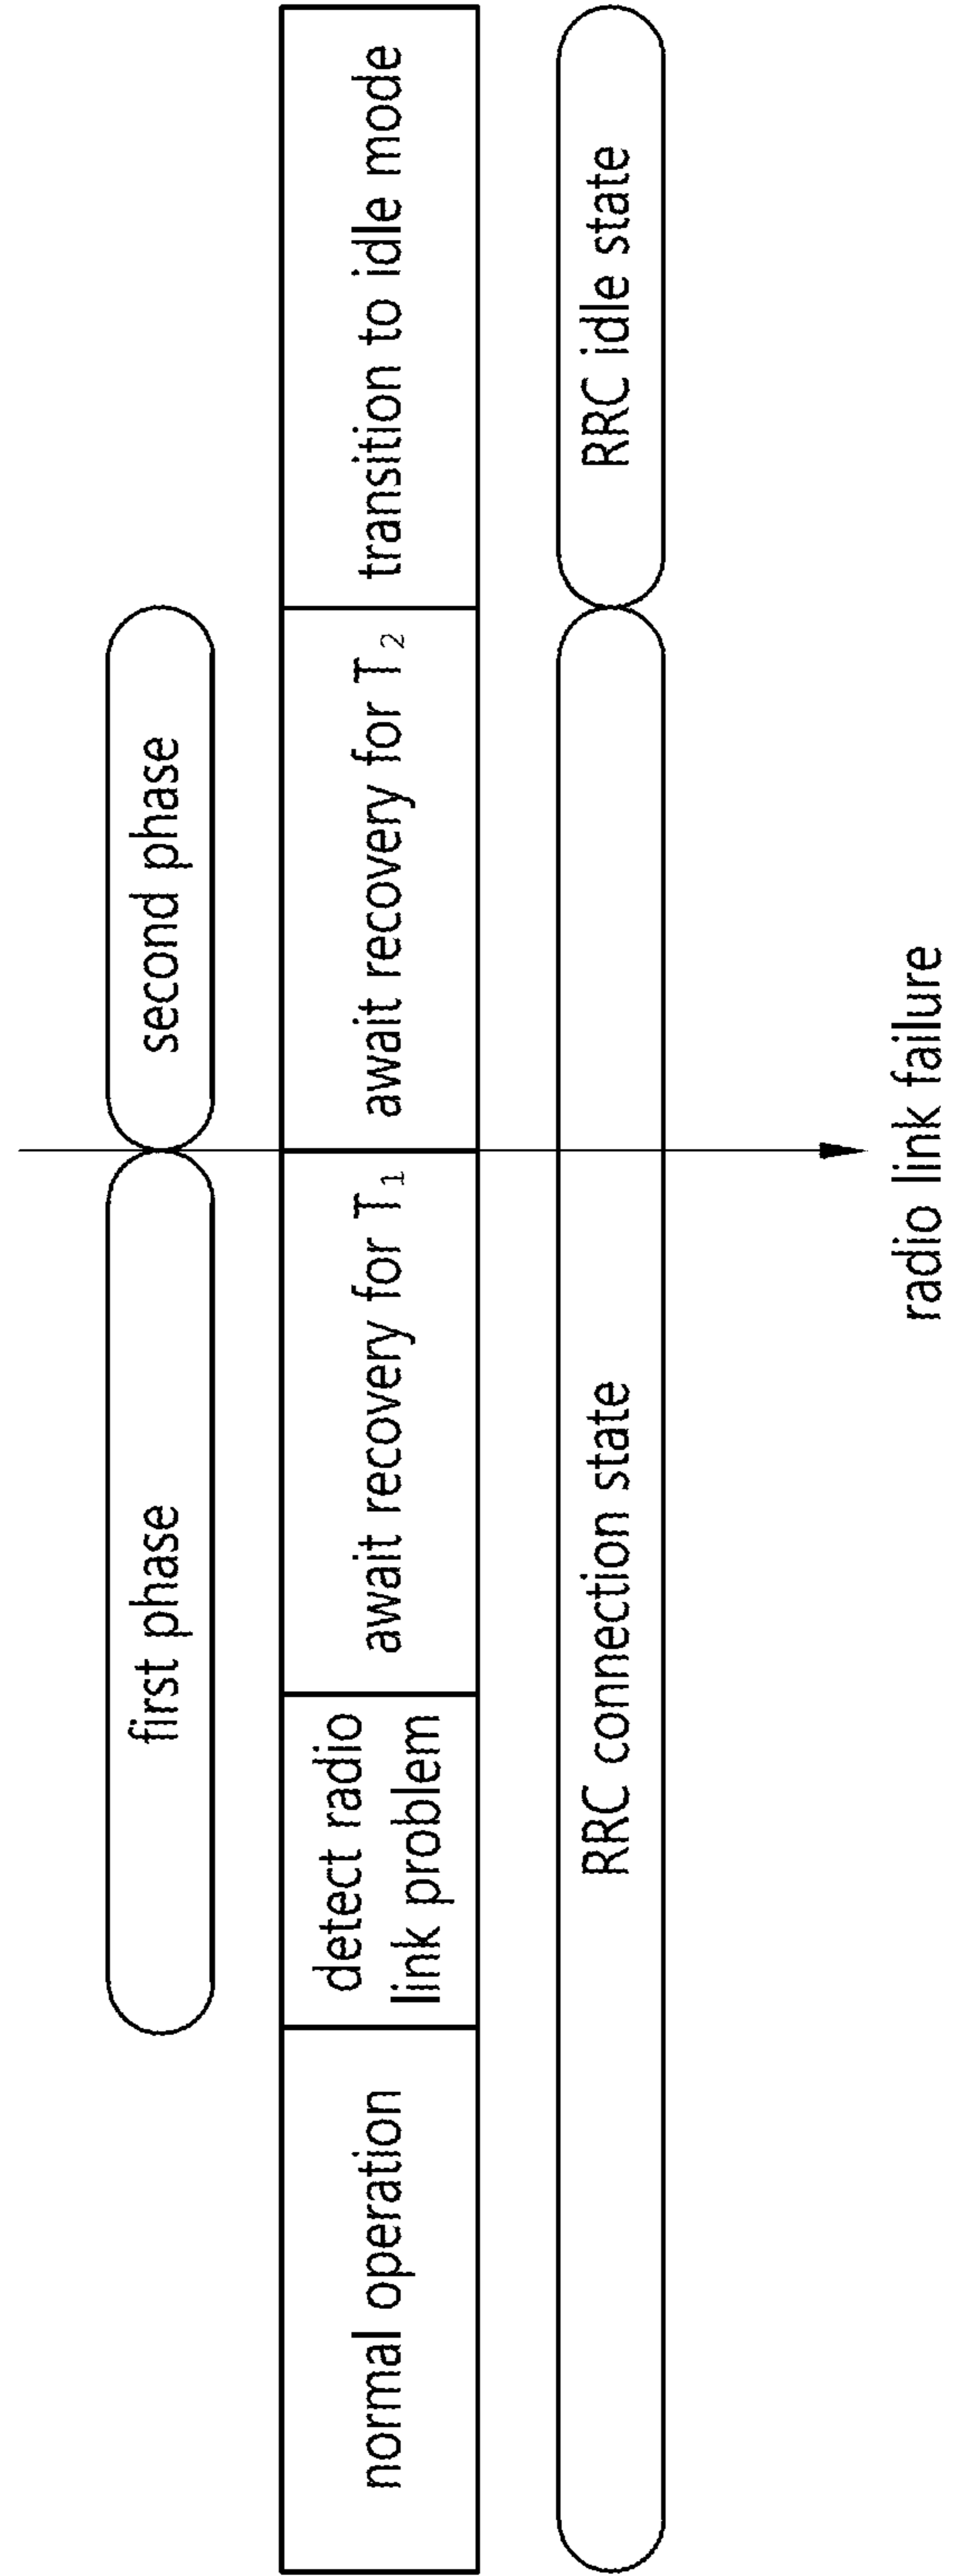 first phase
second phase
normal operation
detect radio
link problem
await recovery for T₁
await recovery for T₂
transition to idle mode
RRC connection state
RRC idle state
radio link failure